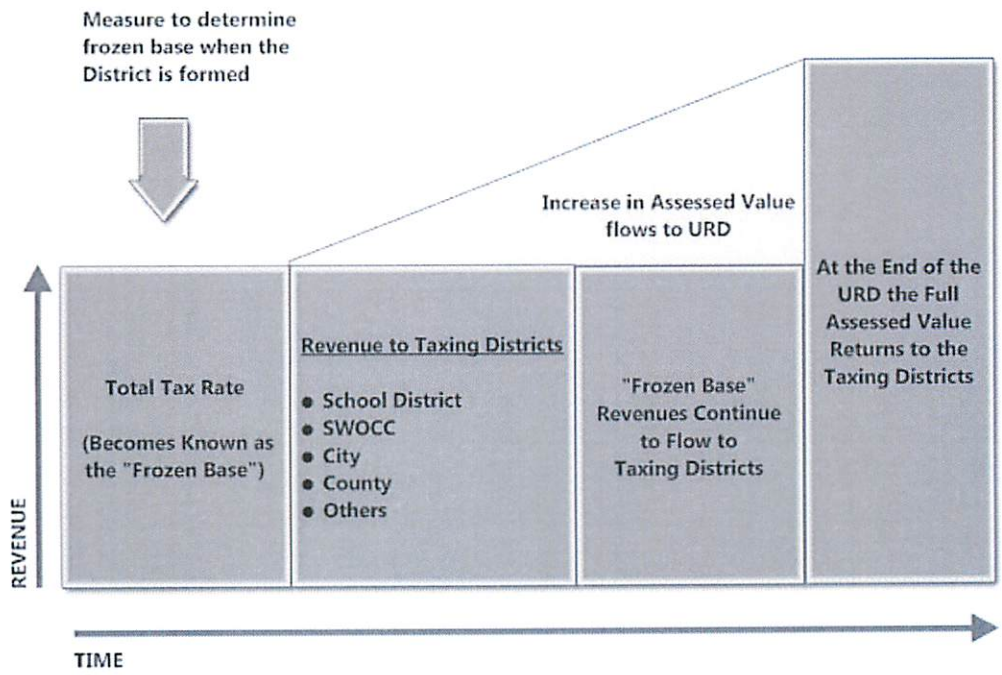 Measure to determine
frozen base when the
District is formed
Increase in Assessed Value
flows to URD
REVENUE
Total Tax Rate
(Becomes Known as
the "Frozen Base")
Revenue to Taxing Districts
● School District
● SWOCC
● City
● County
● Others
"Frozen Base"
Revenues Continue
to Flow to
Taxing Districts
At the End of the
URD the Full
Assessed Value
Returns to the
Taxing Districts
TIME